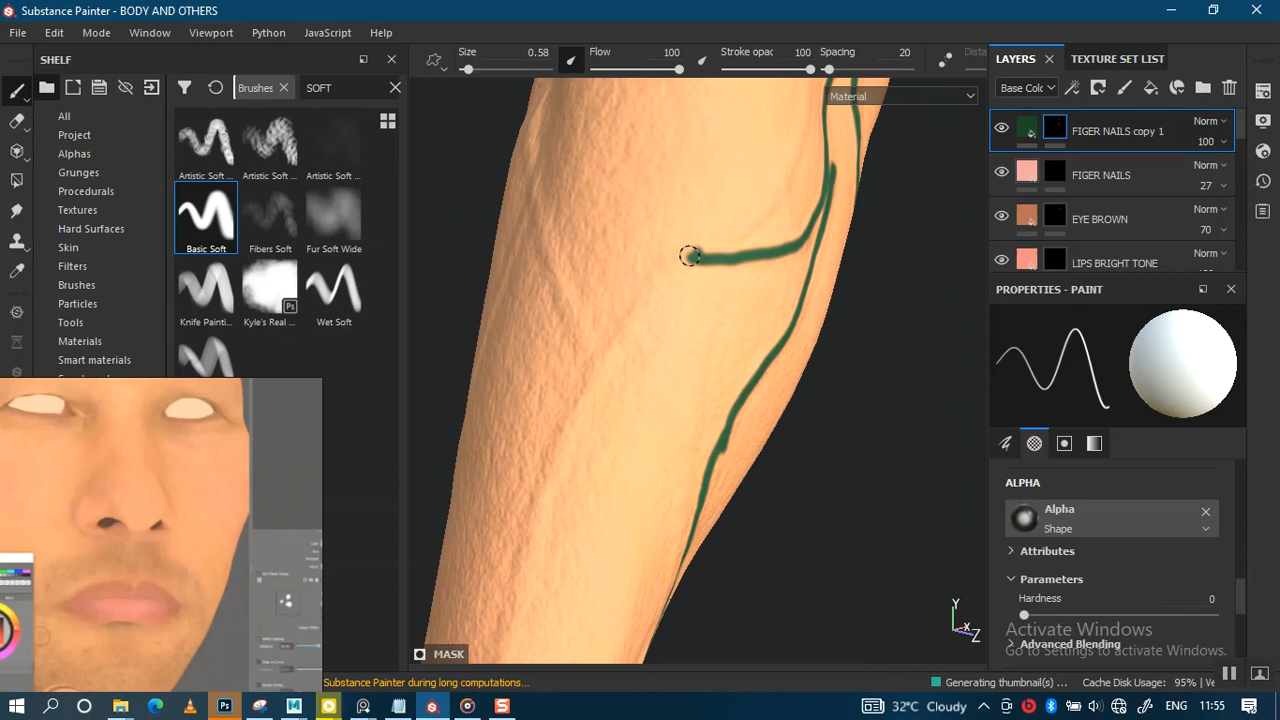 Substance Painter - BODY AND OTHERS
File Edit Mode Window Viewport Python JavaScript Help
SHELF
Size 0.58
Flow 100
Stroke opac 100
Spacing 20
Dista
LAYERS
TEXTURE SET LIST
Brushes
SOFT
Base Colo
Material
All
Project
Alphas
Grunges
Procedurals
Textures
Hard Surfaces
Skin
Filters
Brushes
Particles
Tools
Materials
Smart materials
Artistic Soft ...
Artistic Soft ...
Artistic Soft ...
Basic Soft
Fibers Soft
Fur Soft Wide
Knife Painti...
Kyle's Real ...
Wet Soft
Ps
FIGER NAILS copy 1
Norm
100
FIGER NAILS
Norm
27
EYE BROWN
Norm
70
LIPS BRIGHT TONE
Norm
PROPERTIES - PAINT
ALPHA
Alpha
Shape
Attributes
Parameters
Hardness 0
Advanced Blending
Activate Windows
Go to Settings to activate Windows.
Y
X
Z
MASK
Substance Painter during long computations...
Generating thumbnail(s) ...
Cache Disk Usage: 95% | Ve
Ps
M
S
32°C Cloudy
ENG 11:55